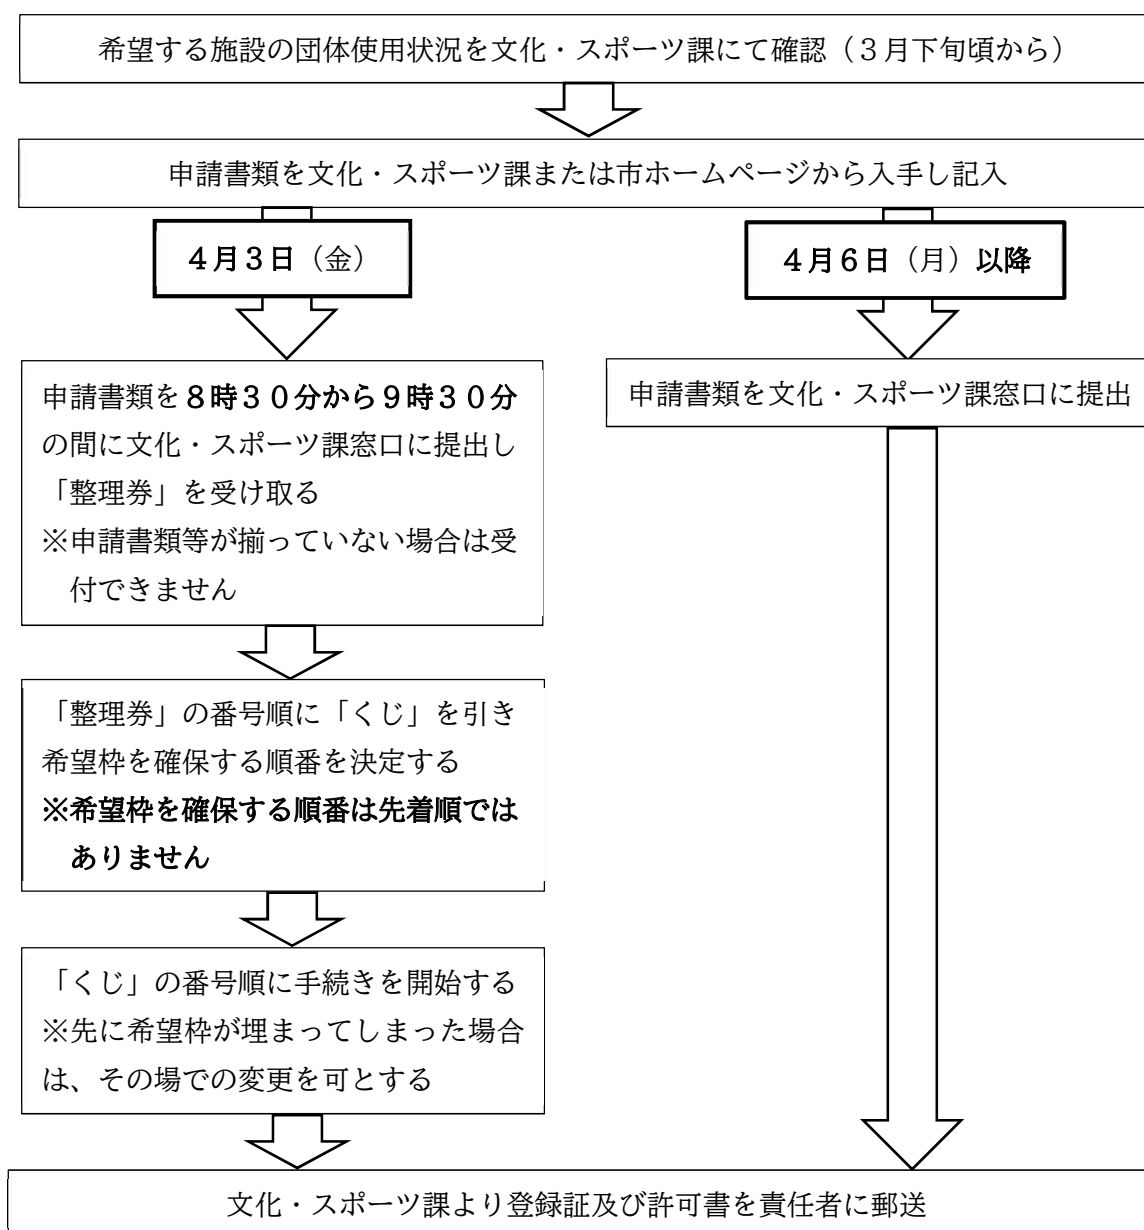 希望する施設の団体使用状況を文化・スポーツ課にて確認（３月下旬頃から）
申請書類を文化・スポーツ課または市ホームページから入手し記入
４月３日（金）
申請書類を８時３０分から９時３０分
の間に文化・スポーツ課窓口に提出し
「整理券」を受け取る
※申請書類等が揃っていない場合は受
付できません
「整理券」の番号順に「くじ」を引き
希望枠を確保する順番を決定する
※希望枠を確保する順番は先着順では
ありません
「くじ」の番号順に手続きを開始する
※先に希望枠が埋まってしまった場合
は、その場での変更を可とする
４月６日（月）以降
申請書類を文化・スポーツ課窓口に提出
文化・スポーツ課より登録証及び許可書を責任者に郵送